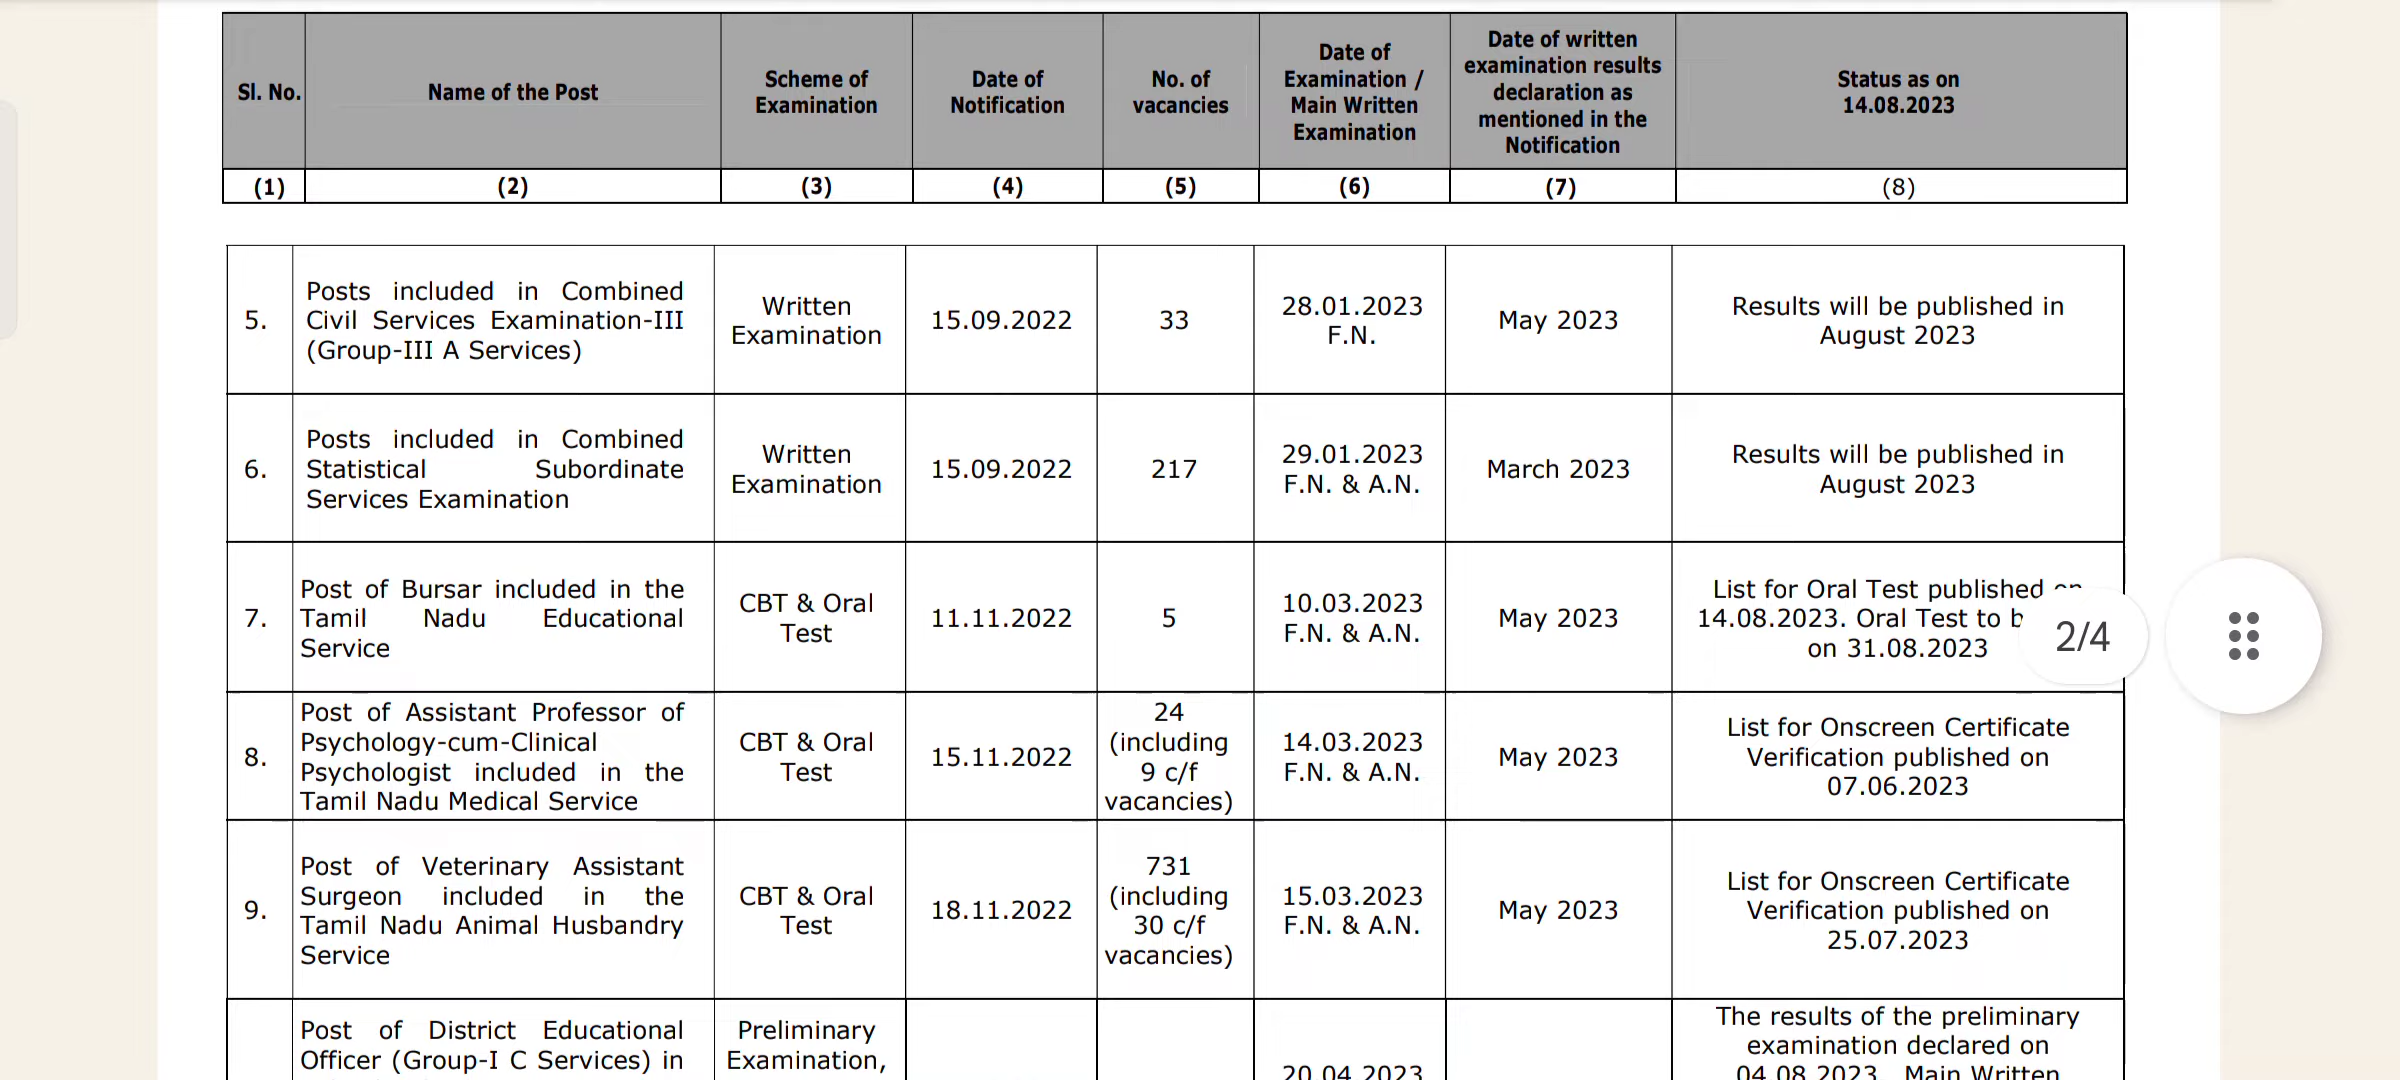 Sl. No.
Name of the Post
Scheme of
Examination
Date of
Notification
No. of
vacancies
Date of
Examination /
Main Written
Examination
Date of written
examination results
declaration as
mentioned in the
Notification
Status as on
14.08.2023
(1)
(2)
(3)
(4)
(5)
(6)
(7)
(8)
5.
Posts included in Combined
Civil Services Examination-III
(Group-III A Services)
Written
Examination
15.09.2022
33
28.01.2023
F.N.
May 2023
Results will be published in
August 2023
6.
Posts included in Combined
Statistical Subordinate
Services Examination
Written
Examination
15.09.2022
217
29.01.2023
F.N. & A.N.
March 2023
Results will be published in
August 2023
7.
Post of Bursar included in the
Tamil Nadu Educational
Service
CBT & Oral
Test
11.11.2022
5
10.03.2023
F.N. & A.N.
May 2023
List for Oral Test published
14.08.2023. Oral Test to
on 31.08.2023
2/4
8.
Post of Assistant Professor of
Psychology-cum-Clinical
Psychologist included in the
Tamil Nadu Medical Service
CBT & Oral
Test
15.11.2022
24
(including
9 c/f
vacancies)
14.03.2023
F.N. & A.N.
May 2023
List for Onscreen Certificate
Verification published on
07.06.2023
9.
Post of Veterinary Assistant
Surgeon included in the
Tamil Nadu Animal Husbandry
Service
CBT & Oral
Test
18.11.2022
731
(including
30 c/f
vacancies)
15.03.2023
F.N. & A.N.
May 2023
List for Onscreen Certificate
Verification published on
25.07.2023
Post of District Educational
Officer (Group-I C Services) in
Preliminary
Examination,
20.04.2023
The results of the preliminary
examination declared on
04.08.2023. Main Written